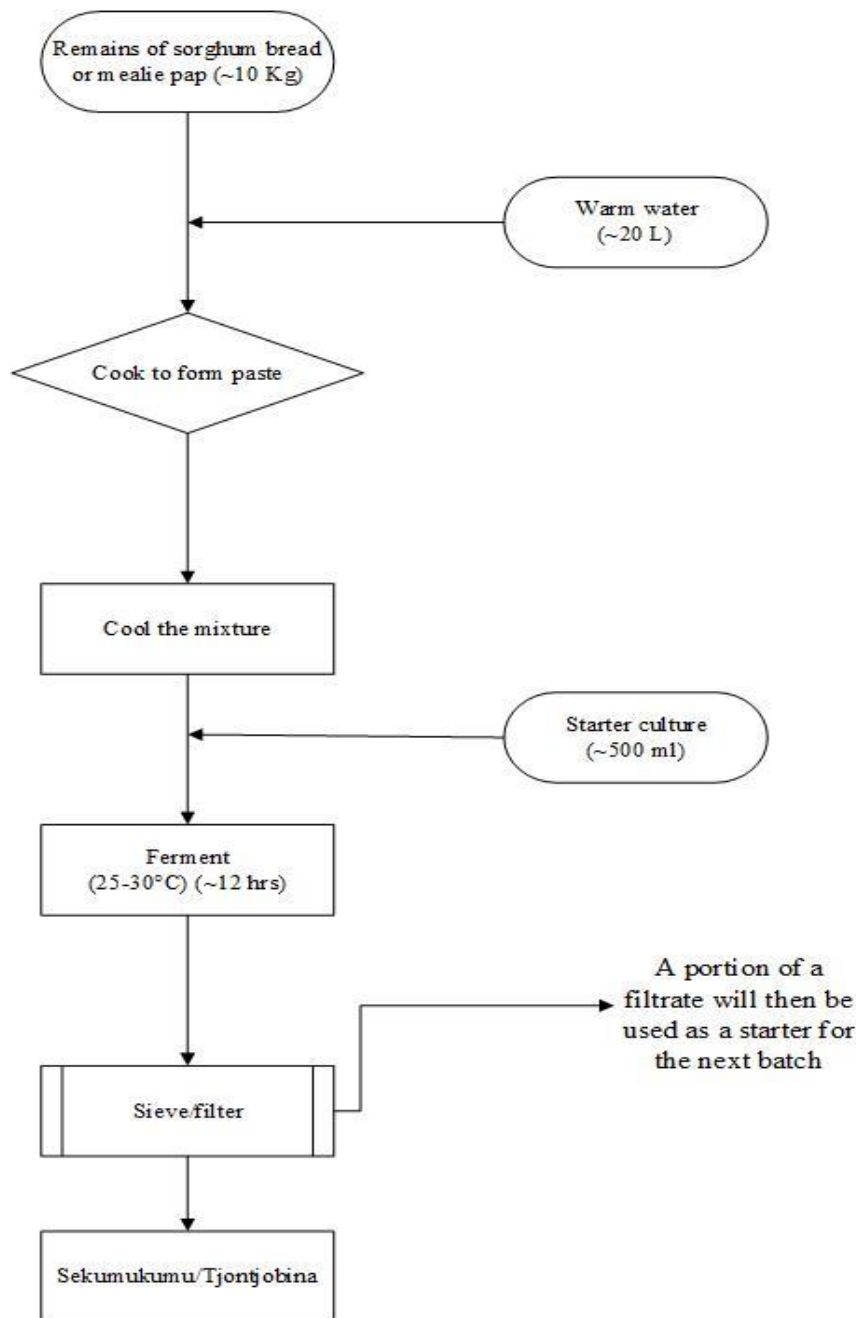 Remains of sorghum bread
or mealie pap (~10 Kg)
Warm water
(~20 L)
Cook to form paste
Cool the mixture
Starter culture
(~500 ml)
Ferment
(25-30°C) (~12 hrs)
A portion of a
filtrate will then be
used as a starter for
the next batch
Sieve/filter
Sekumukumu/Tjontjobina